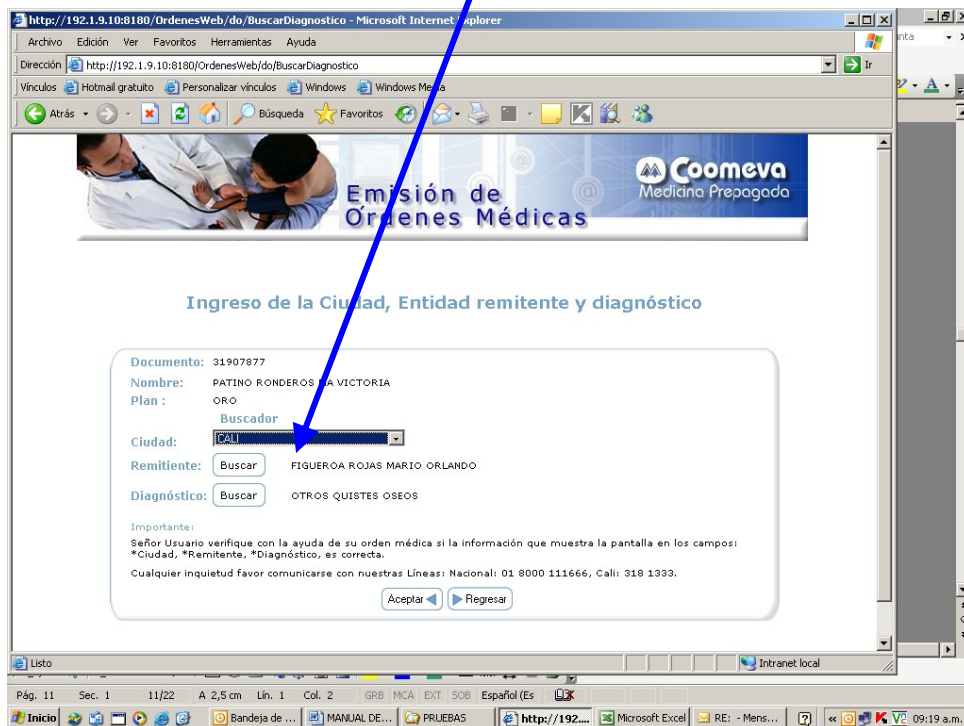 http://192.1.9.10:8180/OrdenesWeb/do/BuscarDiagnostico - Microsoft Internet Explorer
Archivo Edición Ver Favoritos Herramientas Ayuda
Dirección http://192.1.9.10:8180/OrdenesWeb/do/BuscarDiagnostico Ir
Vínculos Hotmail gratuito Personalizar vínculos Windows Windows Media
Atrás Búsqueda Favoritos
Emisión de
Órdenes Médicas
Coomeva
Medicina Prepagada
Ingreso de la Ciudad, Entidad remitente y diagnóstico
Documento: 31907877
Nombre: PATINO RONDEROS MA VICTORIA
Plan : ORO
Buscador
Ciudad: CALI
Remitiente: Buscar FIGUEROA ROJAS MARIO ORLANDO
Diagnóstico: Buscar OTROS QUISTES OSEOS
Importante:
Señor Usuario verifique con la ayuda de su orden médica si la información que muestra la pantalla en los campos:
*Ciudad, *Remitente, *Diagnóstico, es correcta.
Cualquier inquietud favor comunicarse con nuestras Líneas: Nacional: 01 8000 111666, Cali: 318 1333.
Aceptar Regresar
Listo Intranet local
Pág. 11 Sec. 1 11/22 A 2,5 cm Lín. 1 Col. 2 GRB MCA EXT SOB Español (Es
Inicio Bandeja de ... MANUAL DE... PRUEBAS http://192.... Microsoft Excel RE: - Mens... 09:19 a.m.